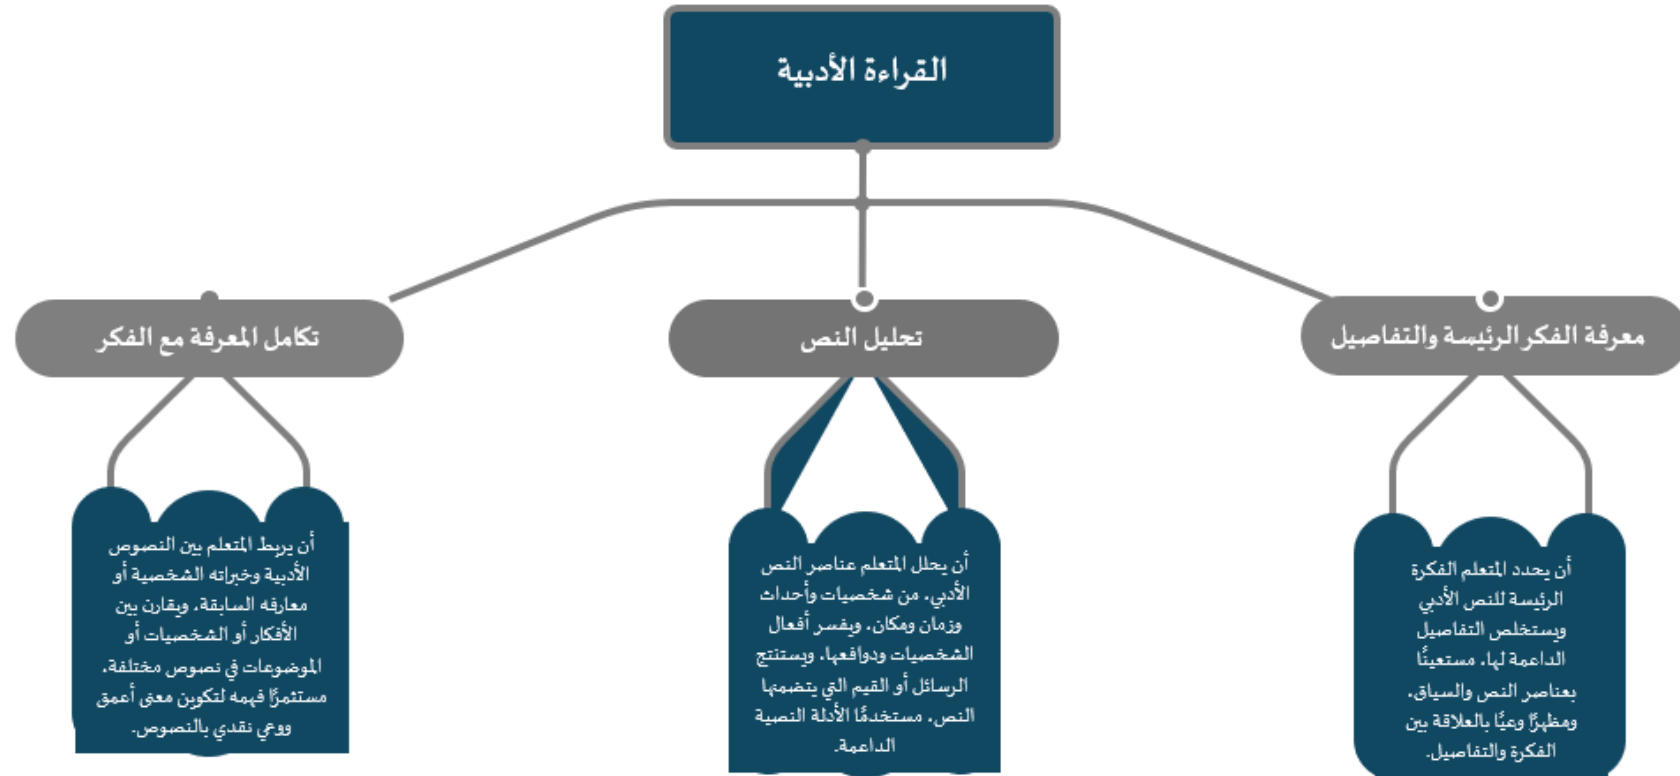 القراءة الأدبية
معرفة الفكر الرئيسة والتفاصيل
تحليل النص
تكامل المعرفة مع الفكر
أن يحدد المتعلم الفكرة
الرئيسة للنص الأدبي
ويستخلص التفاصيل
الداعمة لها، مستعينًا
بعناصر النص والسياق،
ومظهرًا وعيًا بالعلاقة بين
الفكرة والتفاصيل.
أن يحلل المتعلم عناصر النص
الأدبي، من شخصيات وأحداث
وزمان ومكان، ويفسر أفعال
الشخصيات ودوافعها، ويستنتج
الرسائل أو القيم التي يتضمنها
النص، مستخدمًا الأدلة النصية
الداعمة.
أن يربط المتعلم بين النصوص
الأدبية وخبراته الشخصية أو
معارفه السابقة، ويقارن بين
الأفكار أو الشخصيات أو
الموضوعات في نصوص مختلفة،
مستثمرًا فهمه لتكوين معنى أعمق
ووعي نقدي بالنصوص.